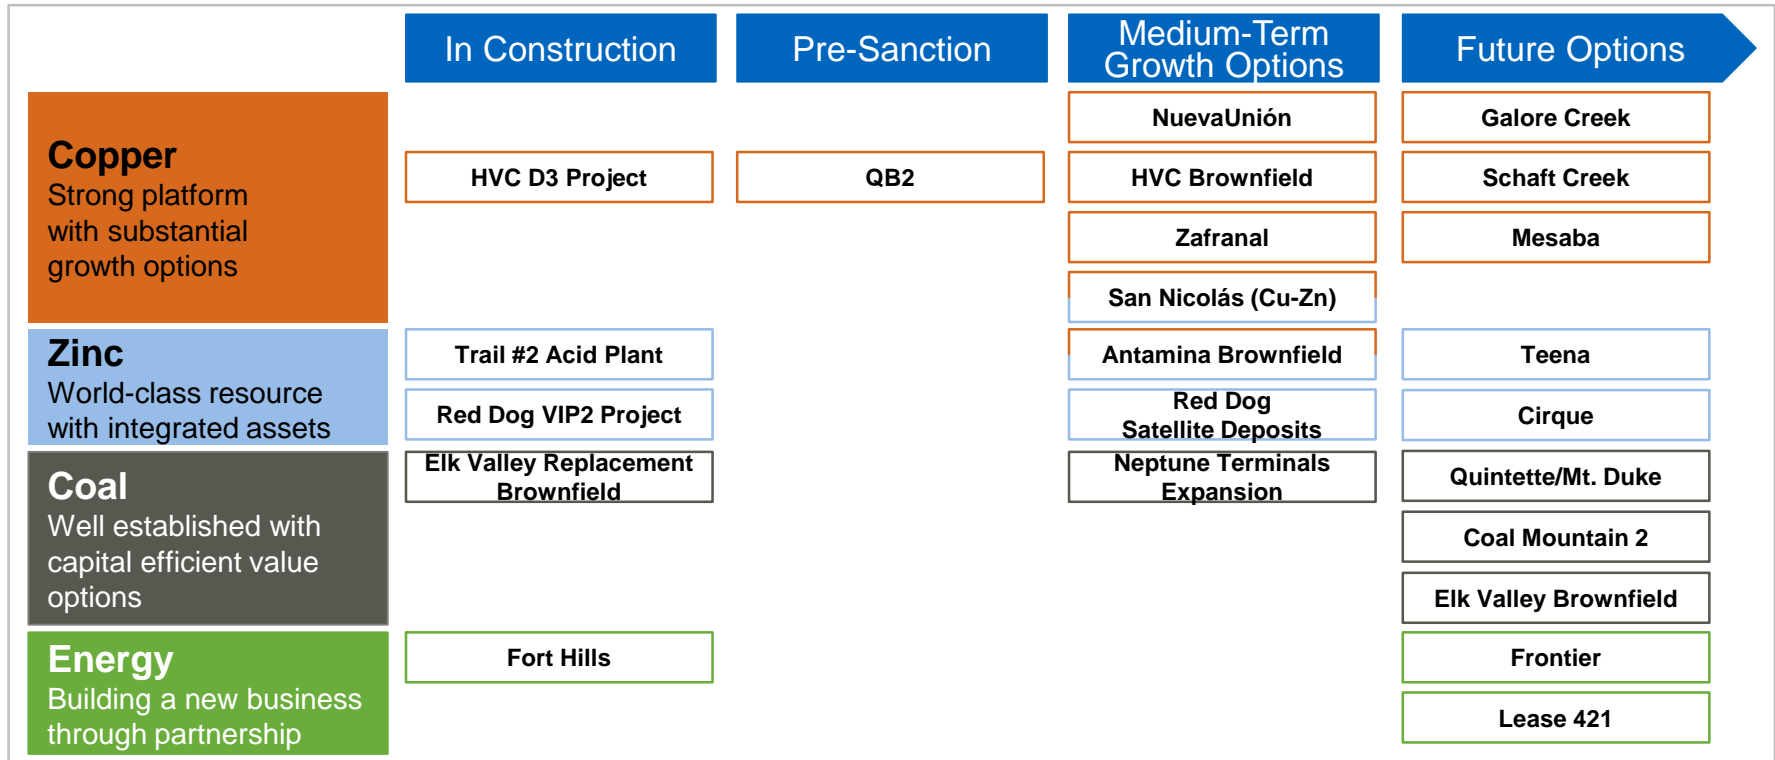 In Construction
Pre-Sanction
Medium-Term
Growth Options
Future Options
Copper
Strong platform
with substantial
growth options
HVC D3 Project
QB2
NuevaUnión
HVC Brownfield
Zafranal
San Nicolás (Cu-Zn)
Galore Creek
Schaft Creek
Mesaba
Zinc
World-class resource
with integrated assets
Trail #2 Acid Plant
Red Dog VIP2 Project
Antamina Brownfield
Red Dog
Satellite Deposits
Teena
Cirque
Coal
Well established with
capital efficient value
options
Elk Valley Replacement
Brownfield
Neptune Terminals
Expansion
Quintette/Mt. Duke
Coal Mountain 2
Elk Valley Brownfield
Energy
Building a new business
through partnership
Fort Hills
Frontier
Lease 421